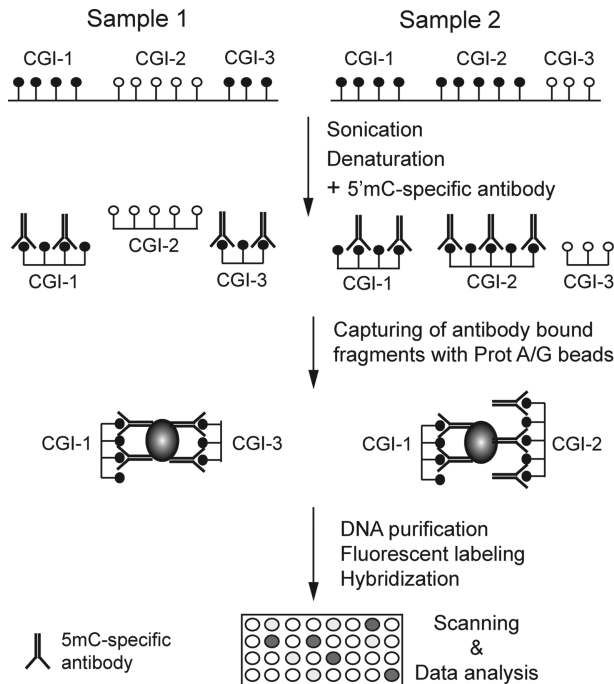 Sample 1
Sample 2
CGI-1
CGI-2
CGI-3
CGI-1
CGI-2
CGI-3
Sonication
Denaturation
+ 5'mC-specific antibody
CGI-1
CGI-2
CGI-3
CGI-1
CGI-2
CGI-3
Capturing of antibody bound
fragments with Prot A/G beads
CGI-1
CGI-3
CGI-1
CGI-2
DNA purification
Fluorescent labeling
Hybridization
5mC-specific
antibody
Scanning
&
Data analysis